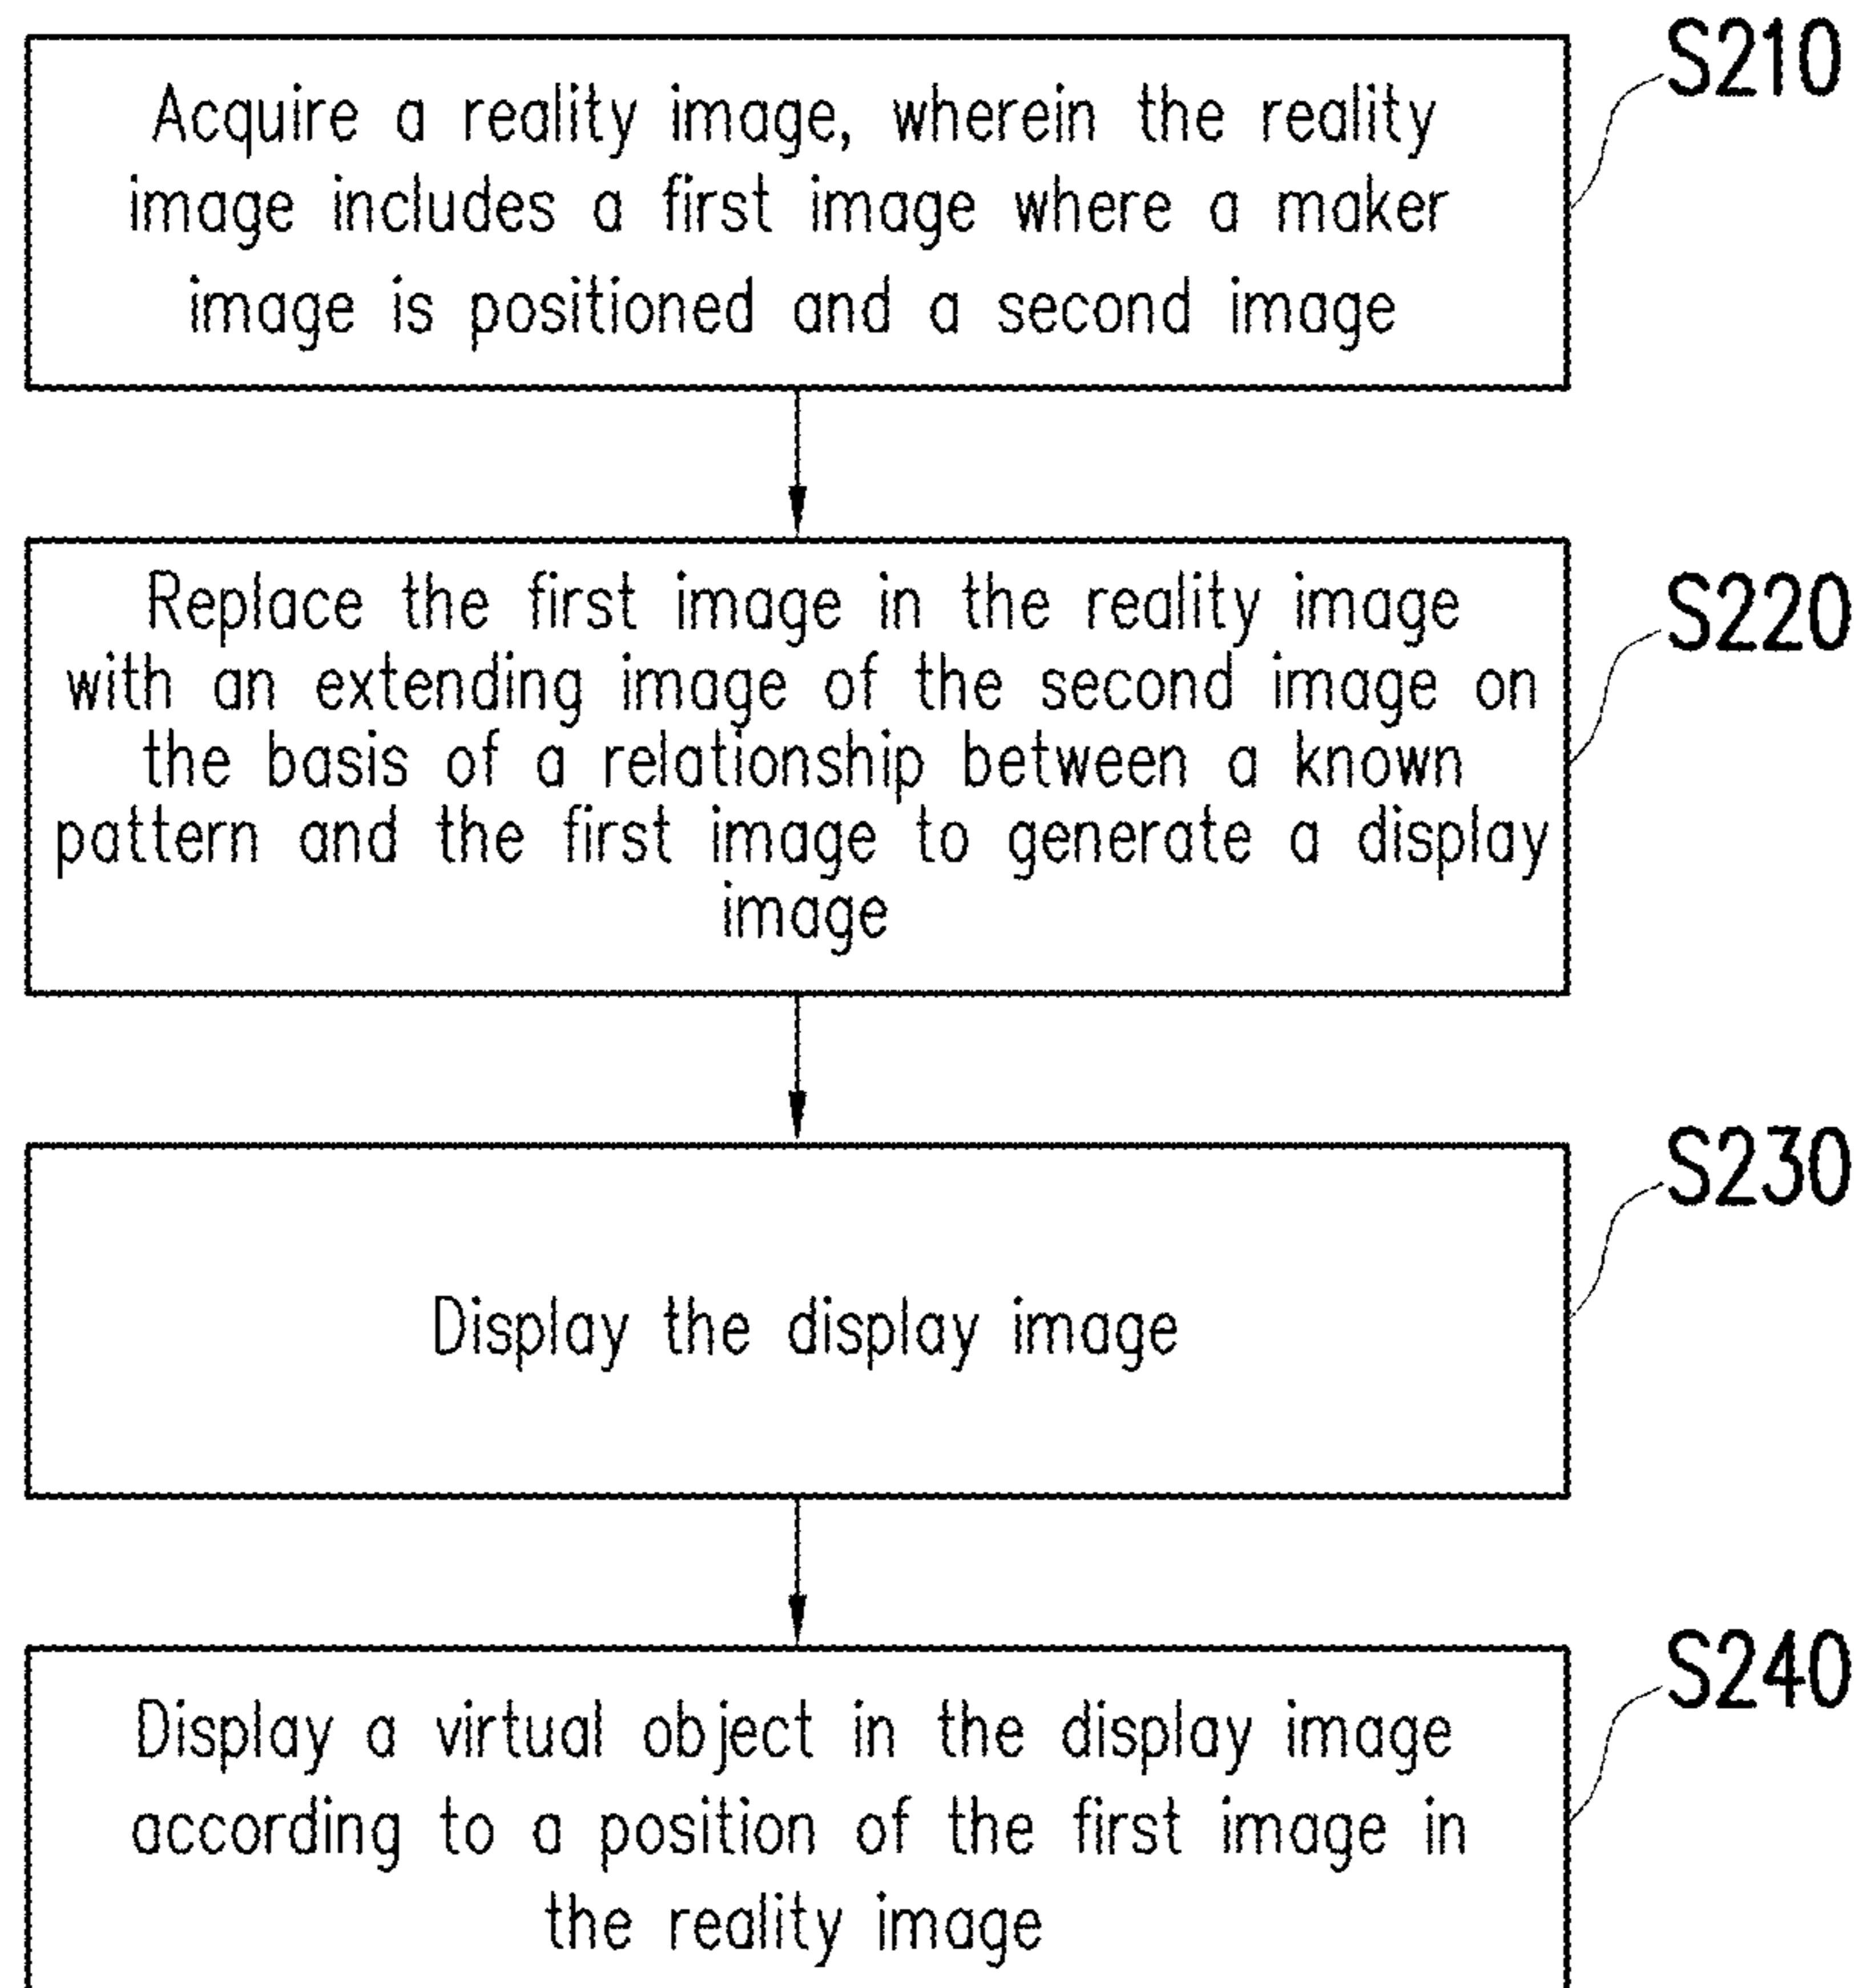 S210
Acquire a reality image, wherein the reality
image includes a first image where a maker
image is positioned and a second image
S220
Replace the first image in the reality image
with an extending image of the second image on
the basis of a relationship between a known
pattern and the first image to generate a display
image
S230
Display the display image
S240
Display a virtual object in the display image
according to a position of the first image in
the reality image